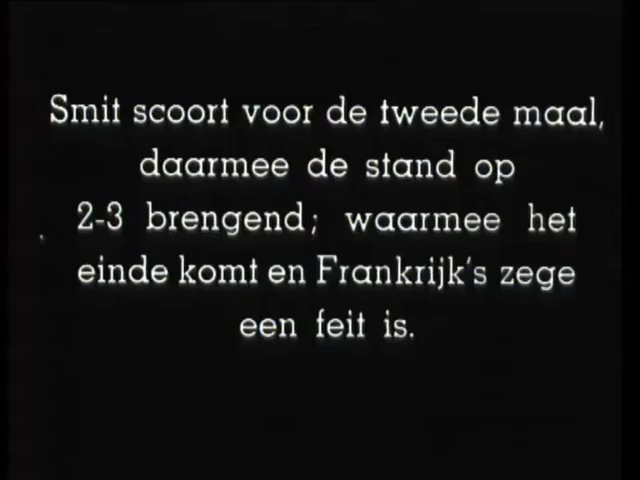 Smit scoort voor de tweede maal,
daarmee de stand op
2-3 brengend; waarmee het
einde komt en Frankrijk's zege
een feit is.